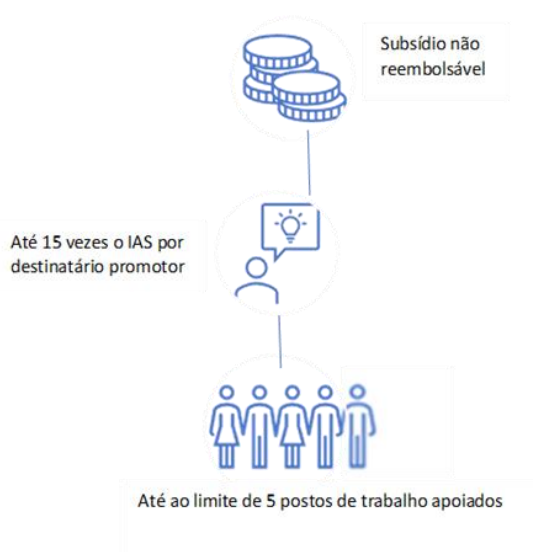 Subsídio não
reembolsável
Até 15 vezes o IAS por
destinatário promotor
Até ao limite de 5 postos de trabalho apoiados